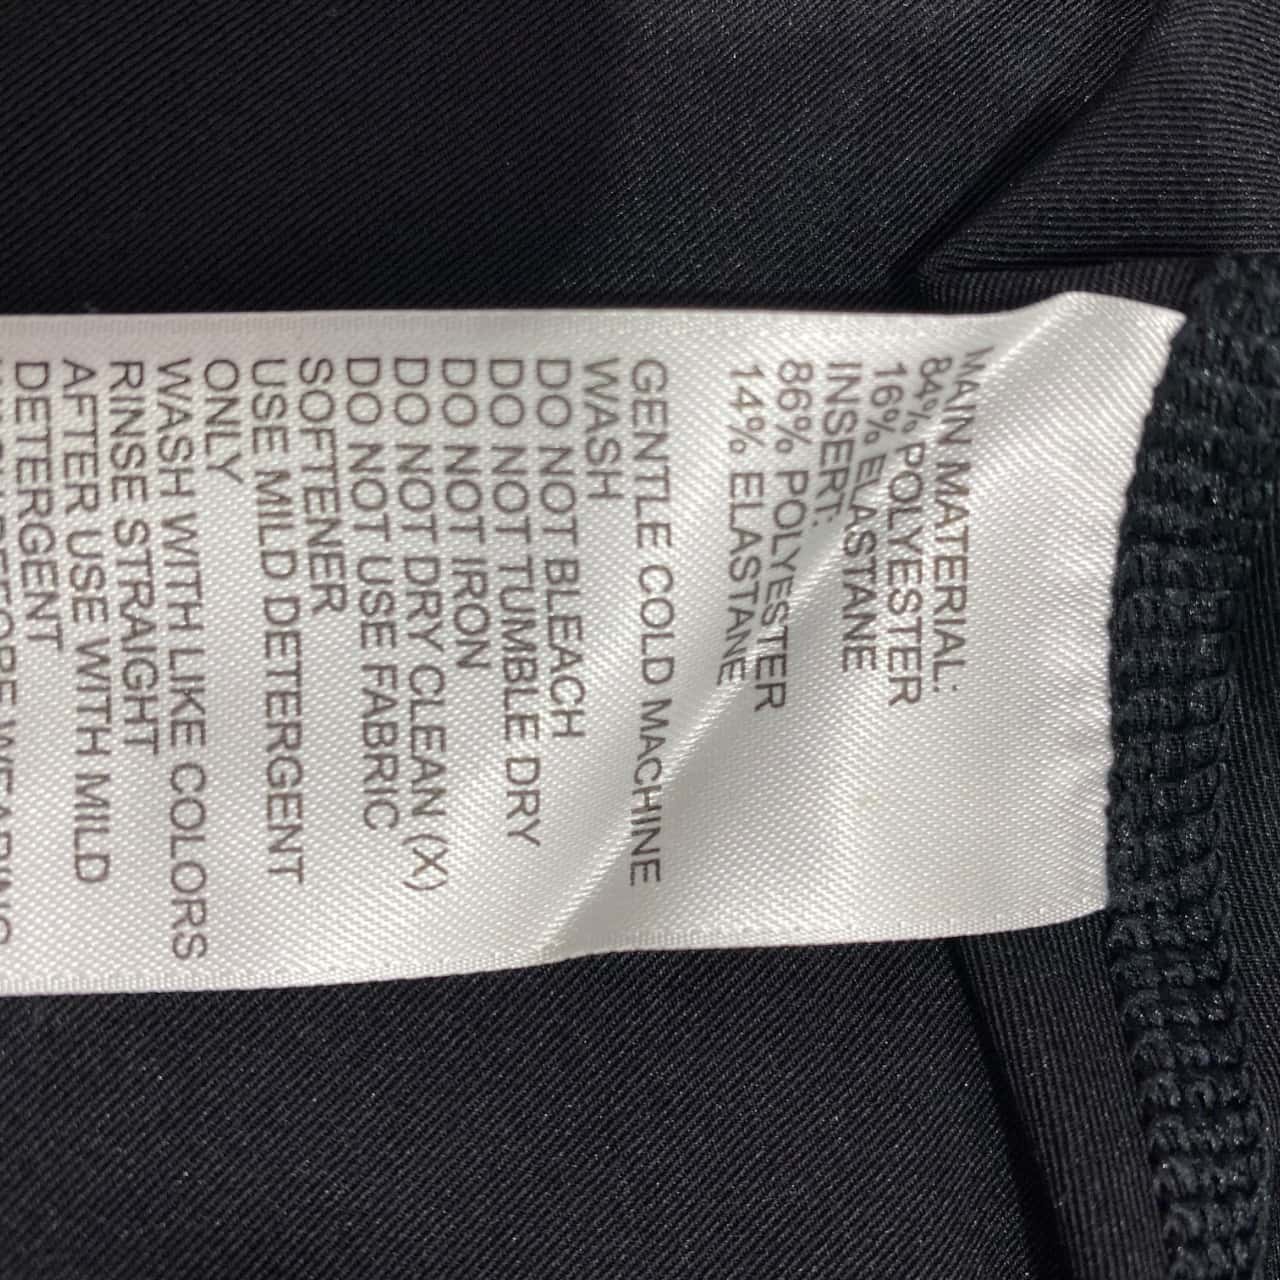 MAIN MATERIAL:
84% POLYESTER
16% ELASTANE
INSERT:
86% POLYESTER
14% ELASTANE
GENTLE COLD MACHINE
WASH
DO NOT BLEACH
DO NOT TUMBLE DRY
DO NOT IRON
DO NOT DRY CLEAN (X)
DO NOT USE FABRIC
SOFTENER
USE MILD DETERGENT
ONLY
WASH WITH LIKE COLORS
RINSE STRAIGHT
AFTER USE WITH MILD
DETERGENT